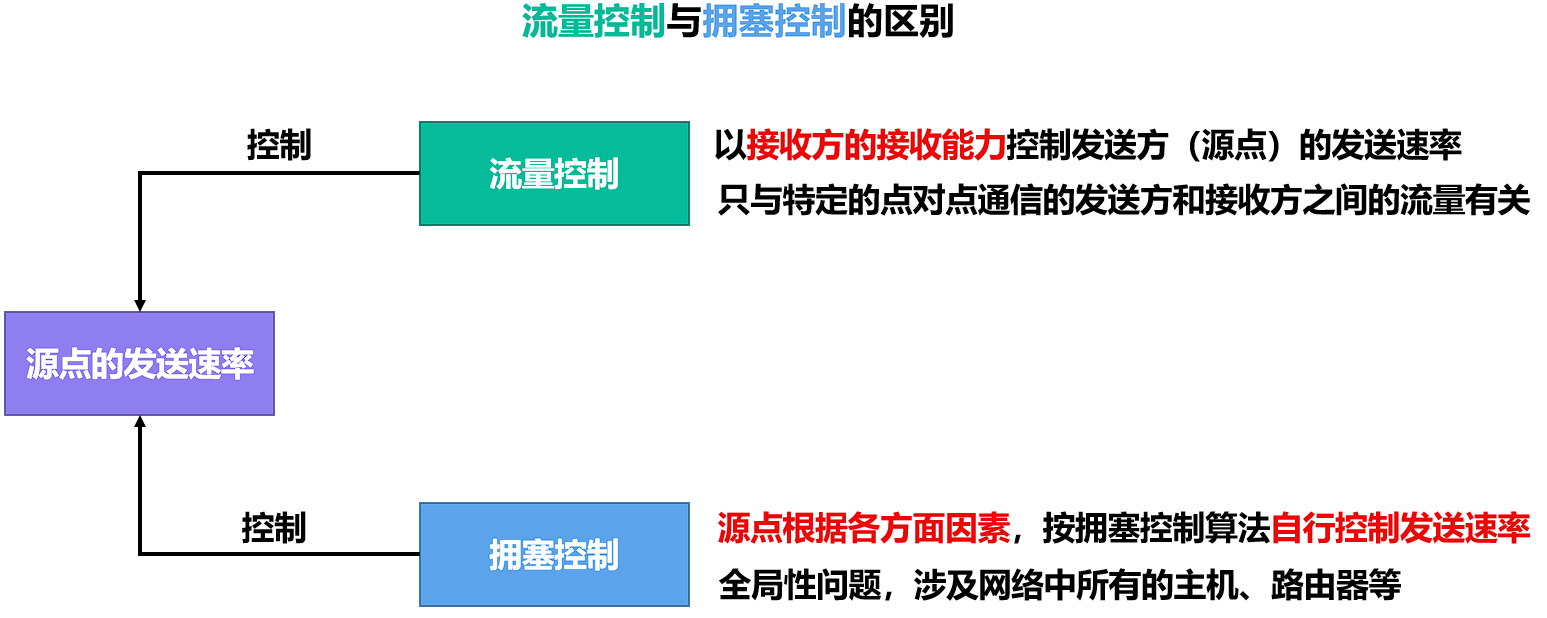 流量控制与拥塞控制的区别
控制
流量控制
以接收方的接收能力控制发送方（源点）的发送速率
只与特定的点对点通信的发送方和接收方之间的流量有关
源点的发送速率
控制
拥塞控制
源点根据各方面因素，按拥塞控制算法自行控制发送速率
全局性问题，涉及网络中所有的主机、路由器等